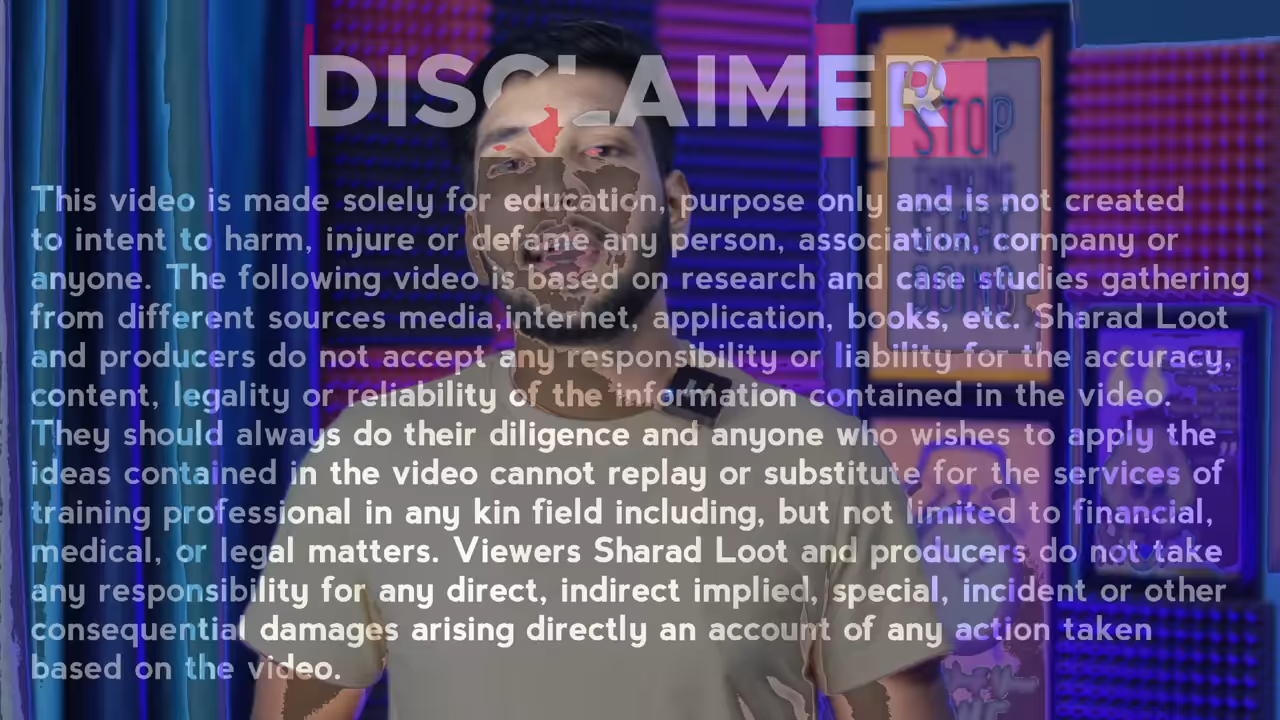 DISCLAIMER
This video is made solely for education, purpose only and is not created
to intent to harm, injure or defame any person, association, company or
anyone. The following video is based on research and case studies gathering
from different sources media,internet, application, books, etc. Sharad Loot
and producers do not accept any responsibility or liability for the accuracy,
content, legality or reliability of the information contained in the video.
They should always do their diligence and anyone who wishes to apply the
ideas contained in the video cannot replay or substitute for the services of
training professional in any kin field including, but not limited to financial,
medical, or legal matters. Viewers Sharad Loot and producers do not take
any responsibility for any direct, indirect implied, special, incident or other
consequential damages arising directly an account of any action taken
based on the video.
STOP
THINKING
START
DOING